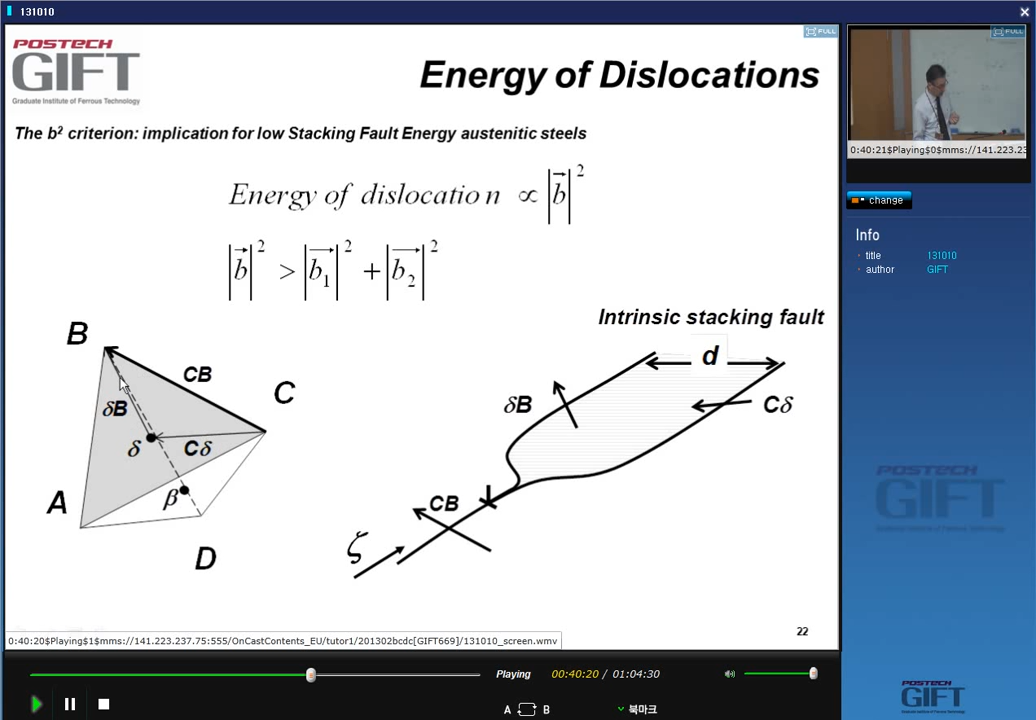 131010
POSTECH
GIFT
Graduate Institute of Ferrous Technology
Energy of Dislocations
The b² criterion: implication for low Stacking Fault Energy austenitic steels
Energy of dislocatio n ∝ |b|²
|b|² > |b₁|² + |b₂|²
Intrinsic stacking fault
B
CB
C
δB
δ
Cδ
A
β
D
d
δB
Cδ
CB
ζ
22
0:40:20$Playing$1$mms://141.223.237.75:555/OnCastContents_EU/tutor1/201302bcdc[GIFT669]/131010_screen.wmv
Playing
00:40:20 / 01:04:30
A B
북마크
FULL
FULL
0:40:21$Playing$0$mms://141.223.23
change
Info
title 131010
author GIFT
POSTECH
GIFT
POSTECH
GIFT